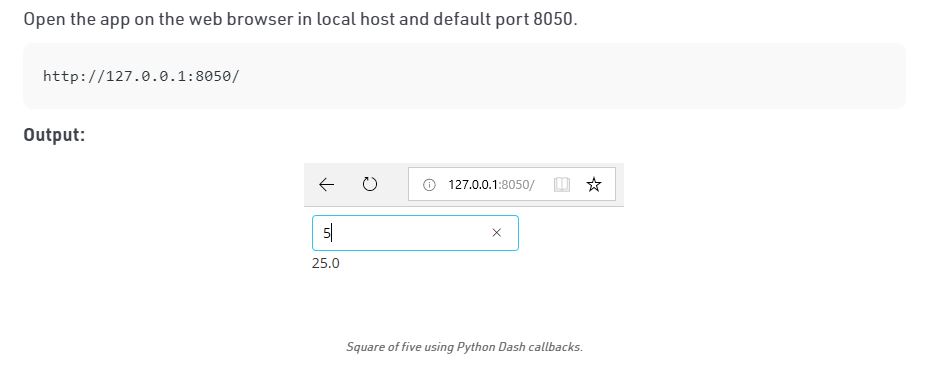 Open the app on the web browser in local host and default port 8050.
http://127.0.0.1:8050/
Output:
127.0.0.1:8050/
5
25.0
Square of five using Python Dash callbacks.